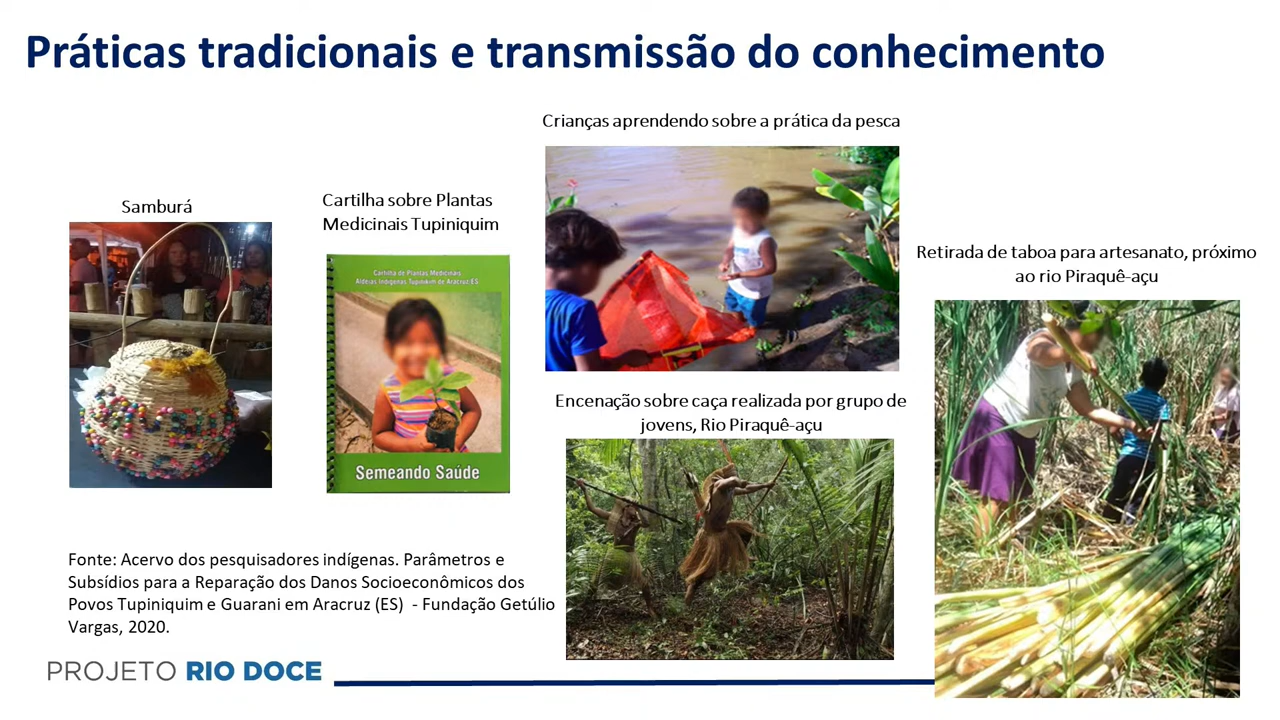 Práticas tradicionais e transmissão do conhecimento
Crianças aprendendo sobre a prática da pesca
Samburá
Cartilha sobre Plantas
Medicinais Tupiniquim
Retirada de taboa para artesanato, próximo
ao rio Piraquê-açu
Cartilha de Plantas Medicinais
Aldeias Indígenas Tupinikim de Aracruz/ES
Semeando Saúde
Encenação sobre caça realizada por grupo de
jovens, Rio Piraquê-açu
Fonte: Acervo dos pesquisadores indígenas. Parâmetros e
Subsídios para a Reparação dos Danos Socioeconômicos dos
Povos Tupiniquim e Guarani em Aracruz (ES)  - Fundação Getúlio
Vargas, 2020.
PROJETO RIO DOCE